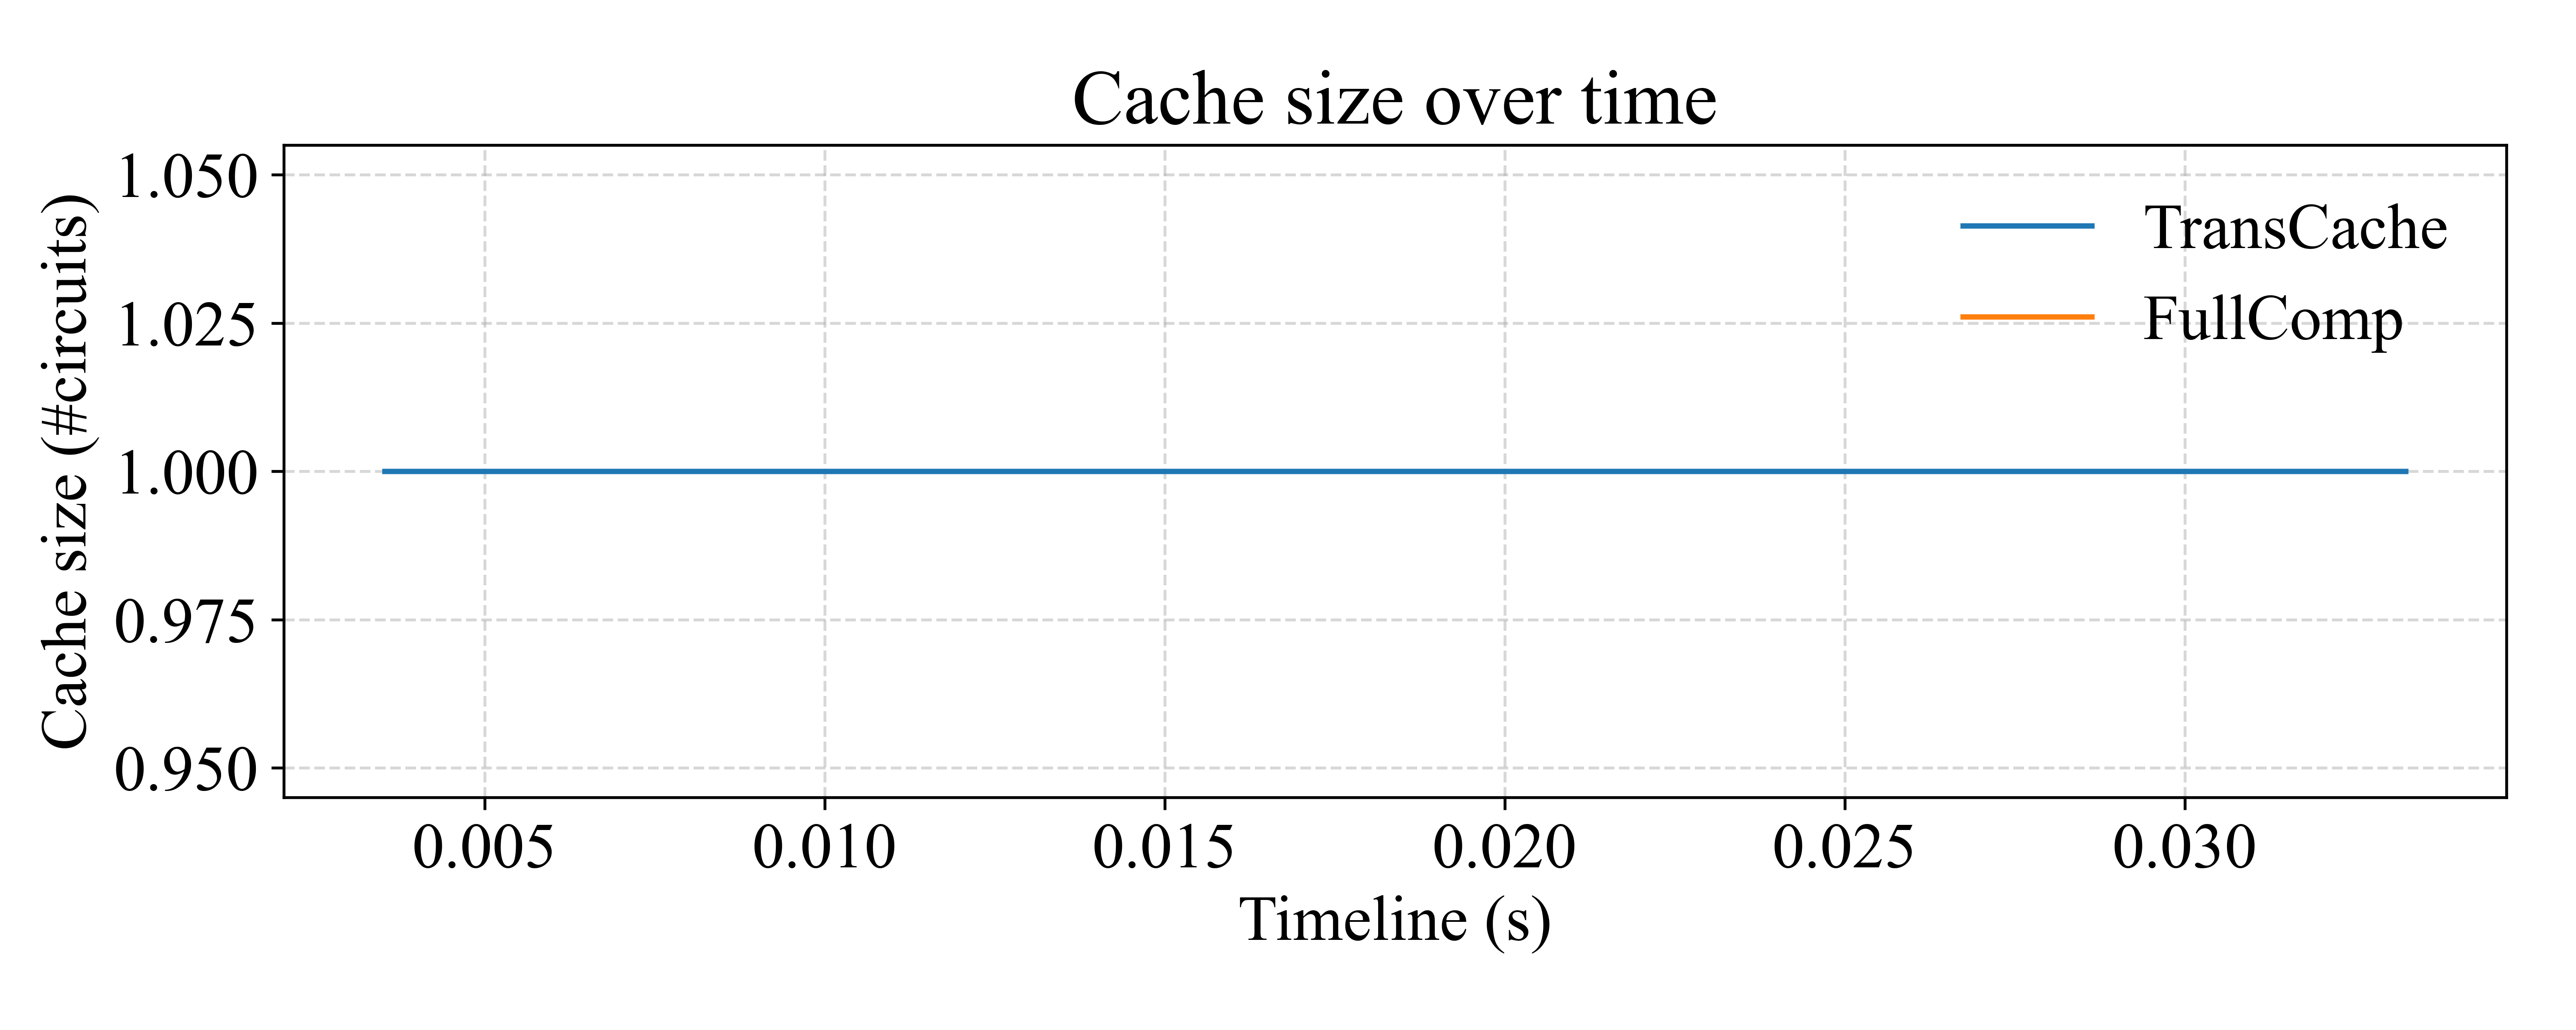 Cache size over time
Cache size (#circuits)
1.050
1.025
1.000
0.975
0.950
TransCache
FullComp
0.005 0.010 0.015 0.020 0.025 0.030
Timeline (s)